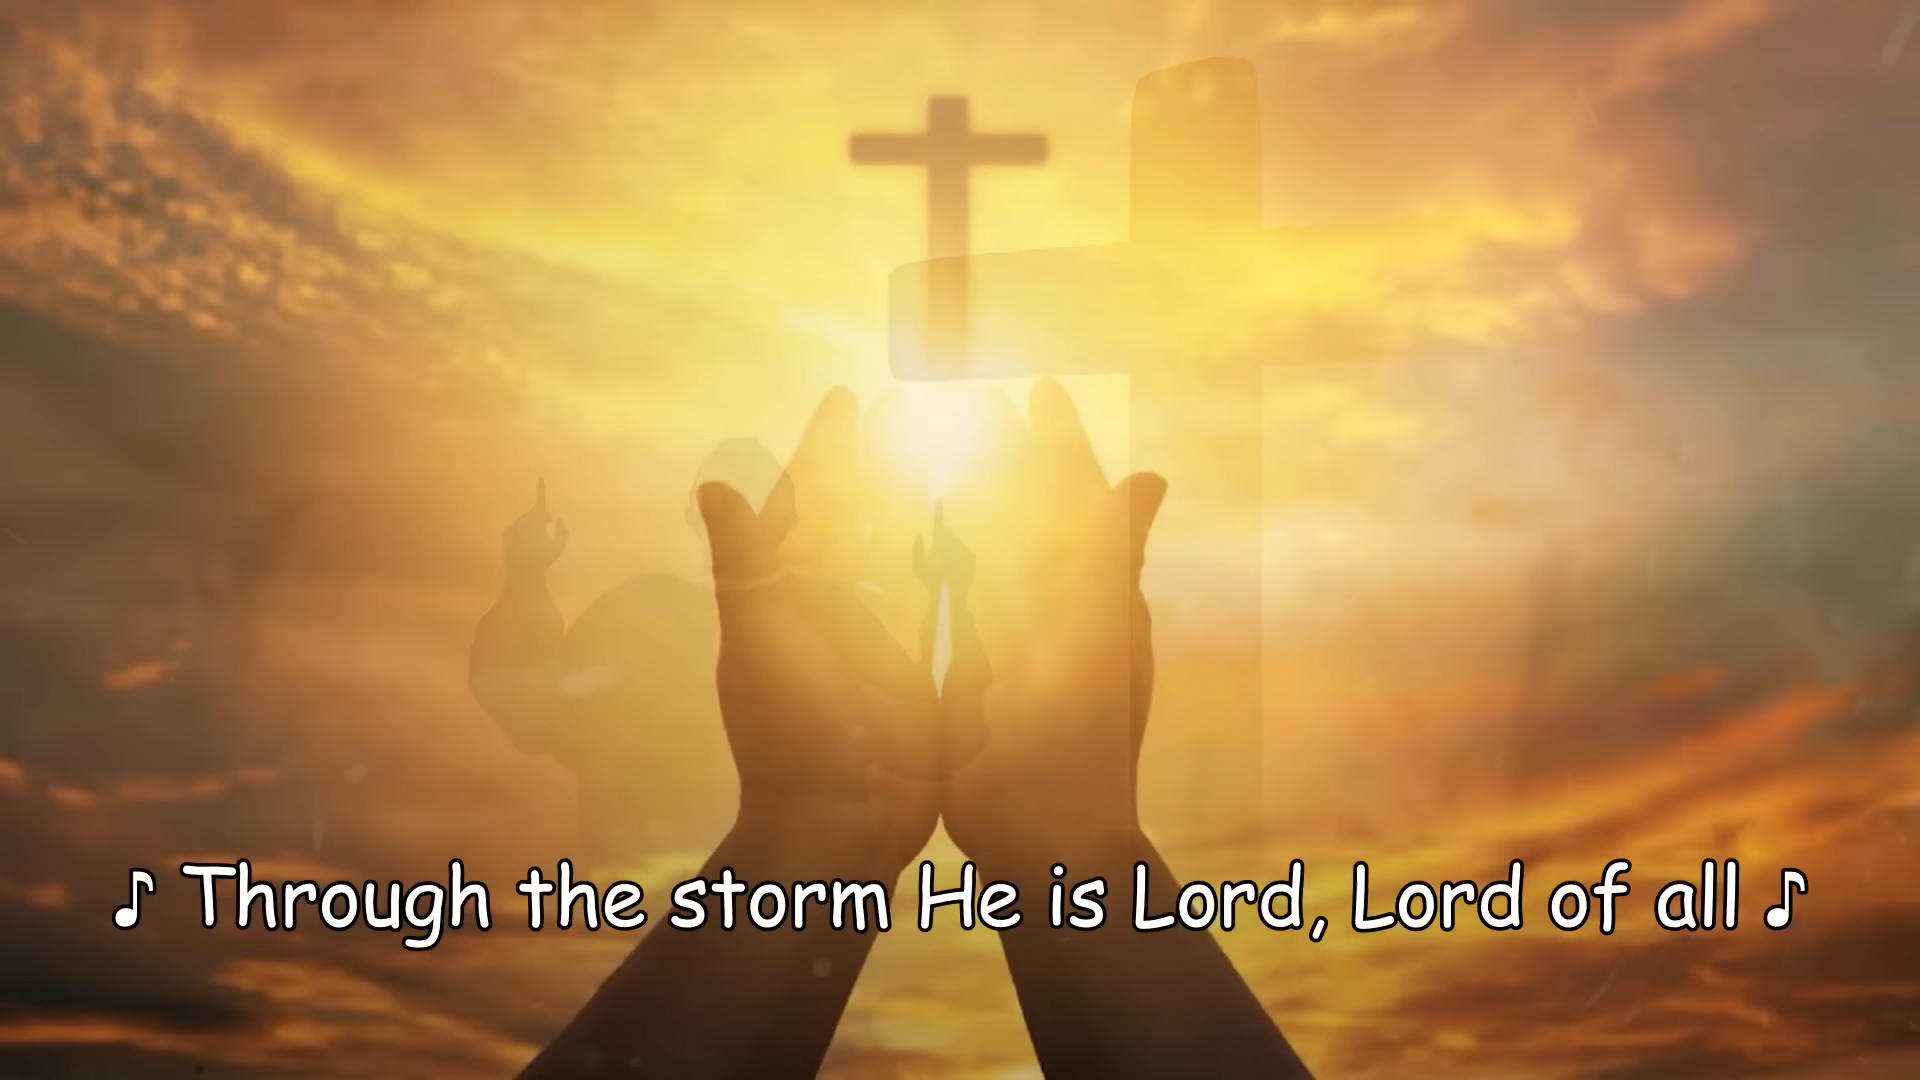 ♪ Through the storm He is Lord, Lord of all ♪